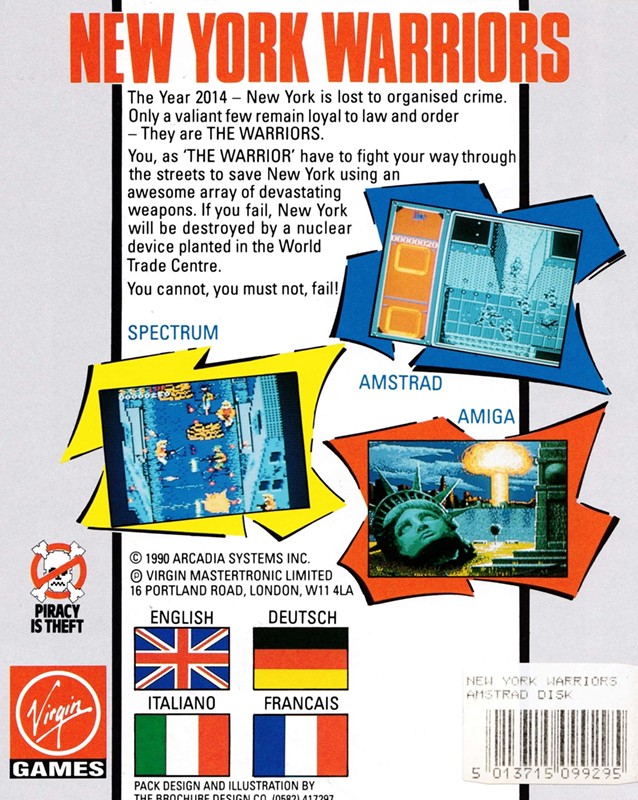 NEW YORK WARRIORS
The Year 2014 – New York is lost to organised crime.
Only a valiant few remain loyal to law and order
– They are THE WARRIORS.
You, as 'THE WARRIOR' have to fight your way through
the streets to save New York using an
awesome array of devastating
weapons. If you fail, New York
will be destroyed by a nuclear
device planted in the World
Trade Centre.
You cannot, you must not, fail!
00000020
SPECTRUM
AMSTRAD
AMIGA
© 1990 ARCADIA SYSTEMS INC.
℗ VIRGIN MASTERTRONIC LIMITED
16 PORTLAND ROAD, LONDON, W11 4LA
PIRACY
IS THEFT
ENGLISH
DEUTSCH
ITALIANO
FRANCAIS
Virgin
GAMES
NEW YORK WARRIORS
AMSTRAD DISK
5 013715 099295
PACK DESIGN AND ILLUSTRATION BY
THE BROCHURE DESIGN CO. (0582) 417297